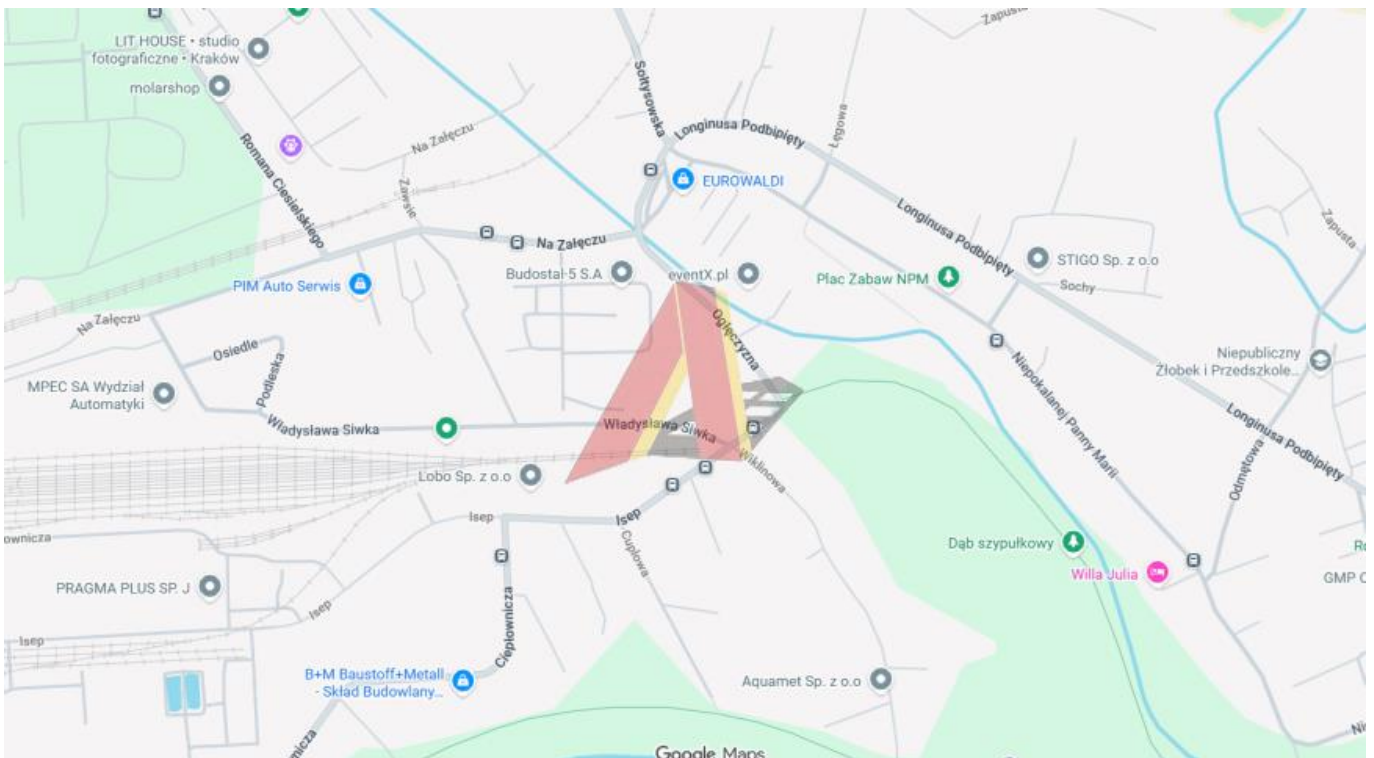 Zapusta
LIT HOUSE • studio
fotograficzne • Kraków
molarshop
Sołtysowska
Longinusa Podbipięty
Łęgowa
Na Załęczu
Romana Ciesielskiego
Zawsie
EUROWALDI
Longinusa Podbipięty
Zapusta
Na Załęczu
Budostal-5 S.A
eventX.pl
Plac Zabaw NPM
STIGO Sp. z o.o
Sochy
PIM Auto Serwis
Na Załęczu
Ogłęczyzna
Osiedle
Podleska
Niepubliczny
Żłobek i Przedszkole...
MPEC SA Wydział
Automatyki
Niepokalanej Panny Marii
Władysława Siwka
Władysława Siwka
Longinusa Podbipięty
Wiklinowa
Lobo Sp. z o.o
Odmętowa
Isep
Isep
ownicza
Cuplowa
Dąb szypułkowy
Willa Julia
GMP
PRAGMA PLUS SP. J
Isep
Isep
Ciepłownicza
B+M Baustoff+Metall
- Skład Budowlany...
Aquamet Sp. z o.o
wnicza
Google Maps